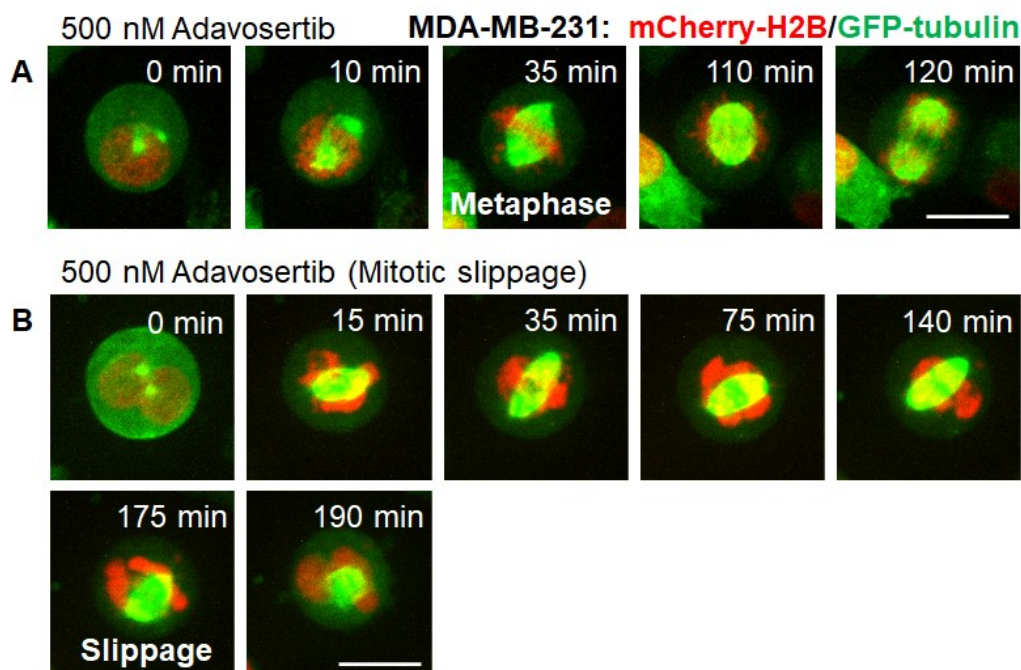 500 nM Adavosertib MDA-MB-231: mCherry-H2B/GFP-tubulin
A 0 min 10 min 35 min 110 min 120 min
Metaphase
500 nM Adavosertib (Mitotic slippage)
B 0 min 15 min 35 min 75 min 140 min
175 min 190 min
Slippage